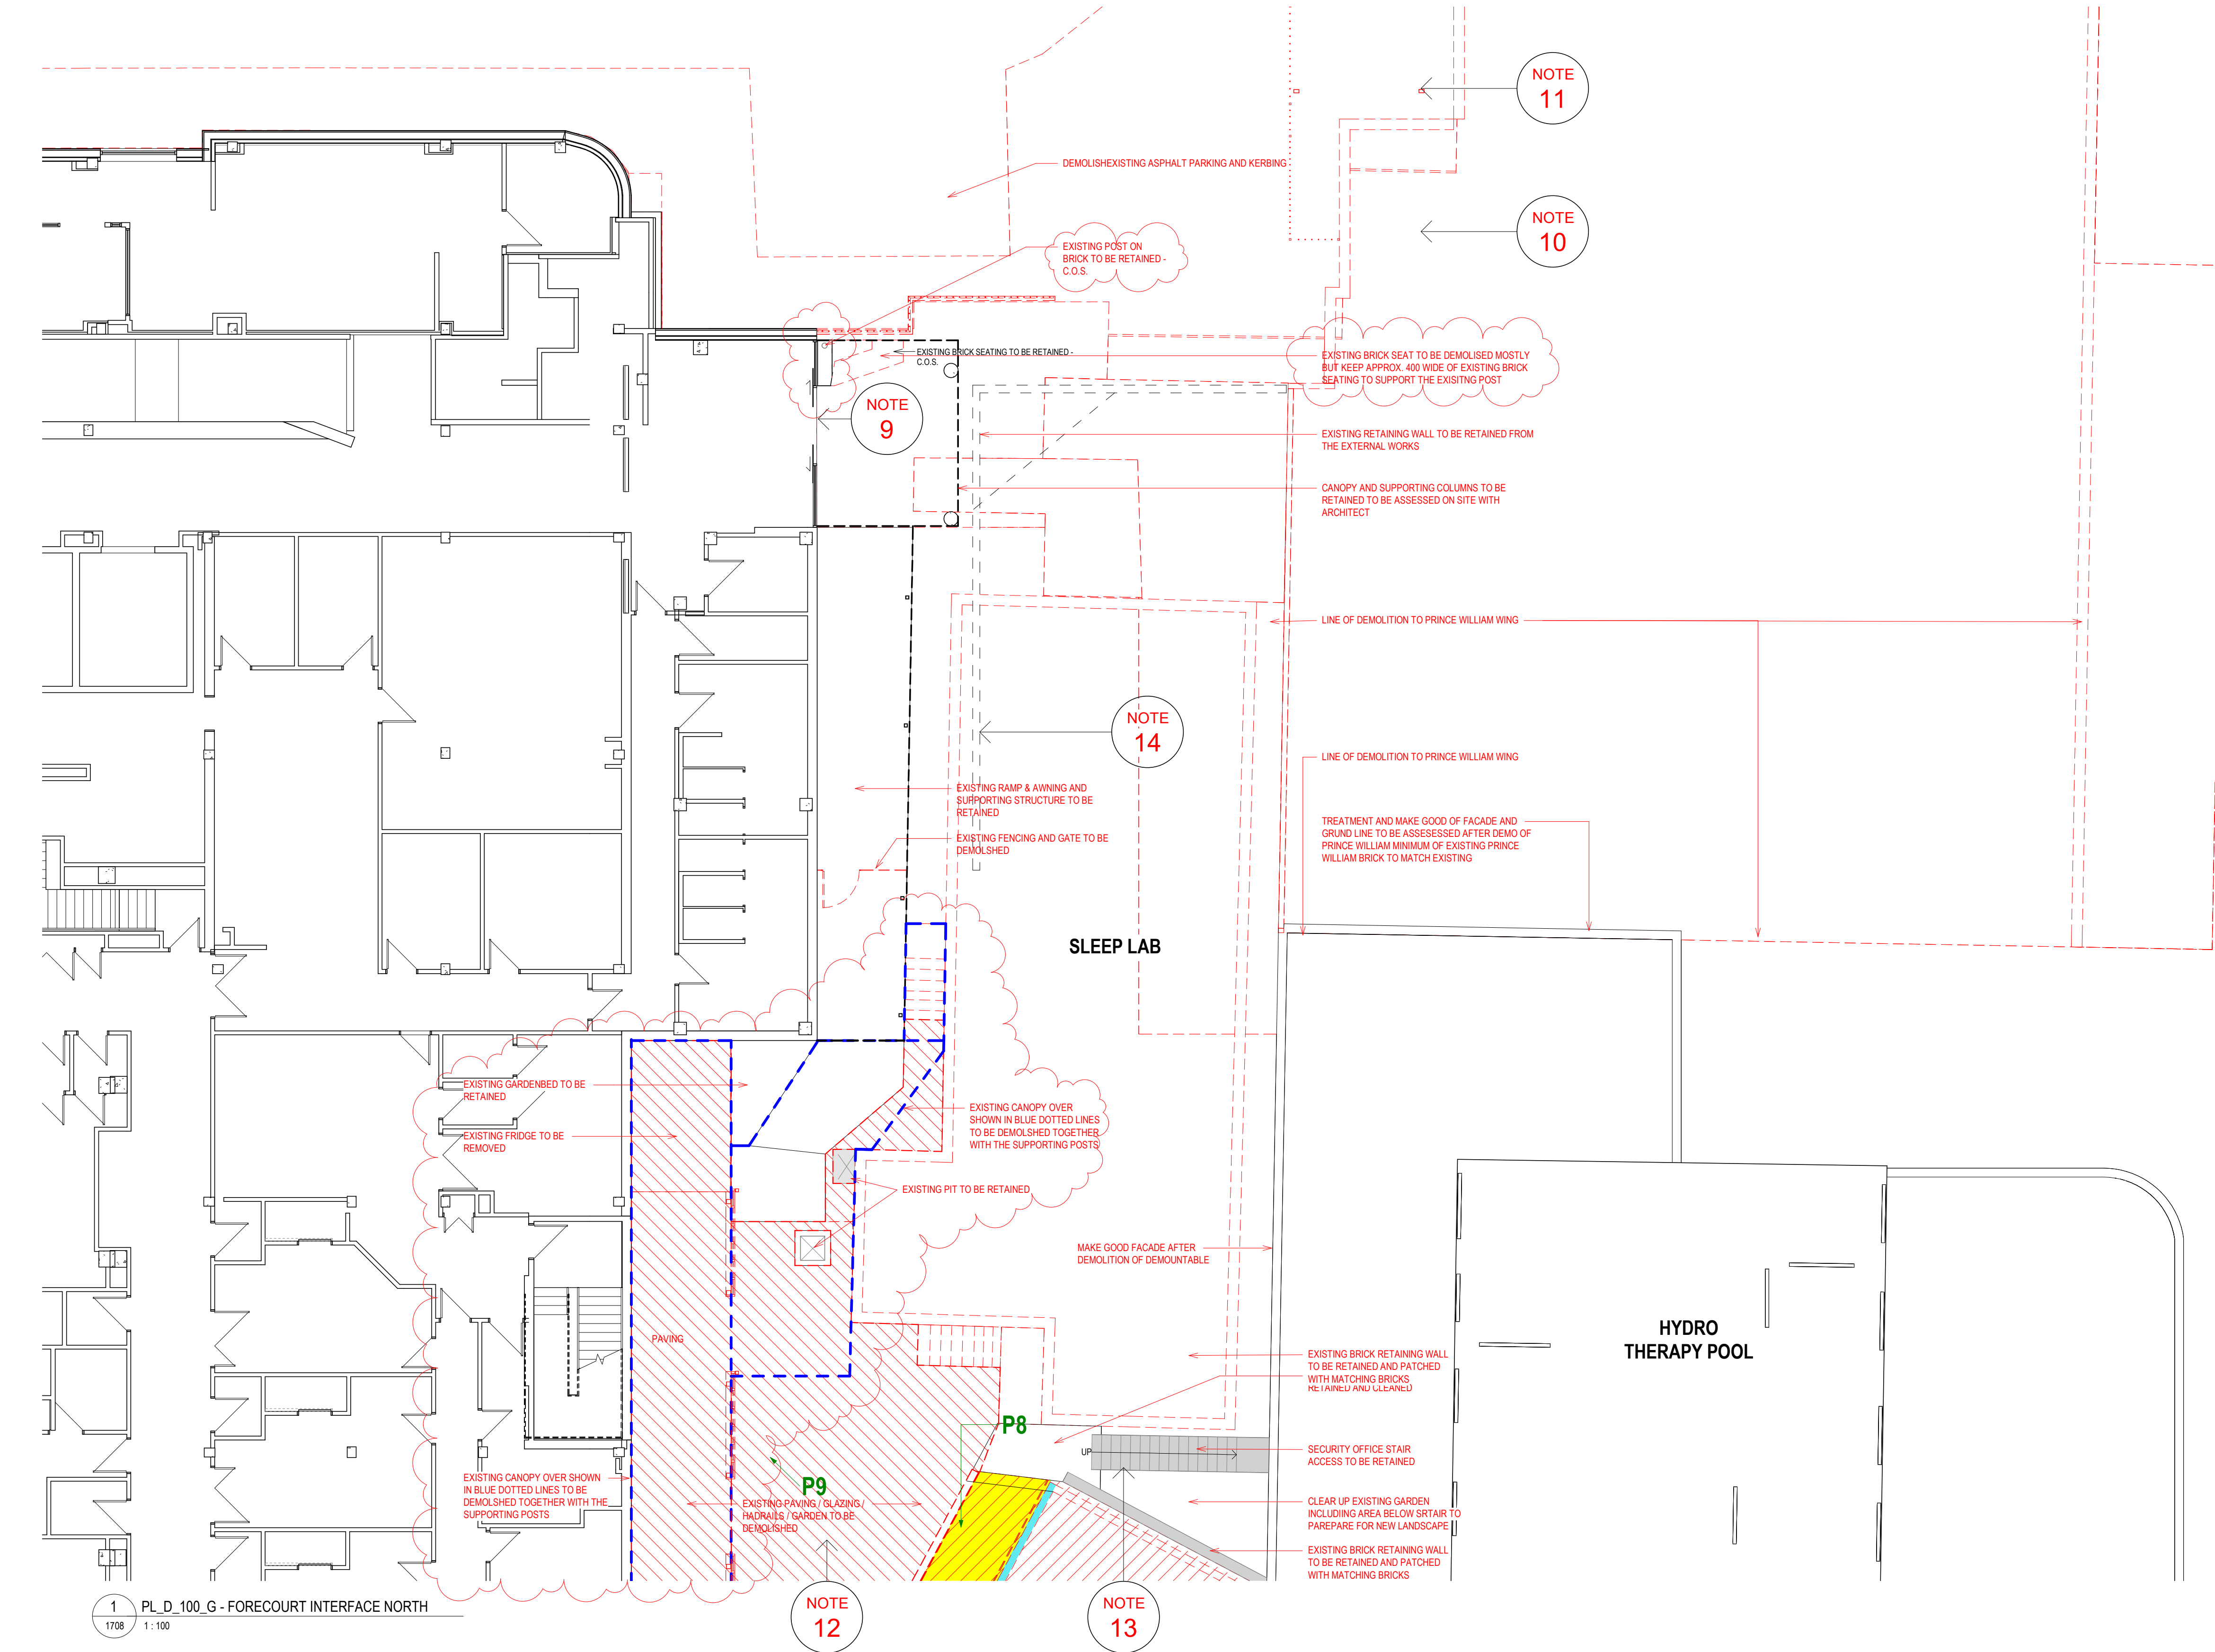 NOTE
11
DEMOLISHEXISTING ASPHALT PARKING AND KERBING
NOTE
10
EXISTING POST ON
BRICK TO BE RETAINED -
C.O.S.
EXISTING BRICK SEATING TO BE RETAINED -
C.O.S.
EXISTING BRICK SEAT TO BE DEMOLISED MOSTLY
BUT KEEP APPROX. 400 WIDE OF EXISTING BRICK
SEATING TO SUPPORT THE EXISITNG POST
NOTE
9
EXISTING RETAINING WALL TO BE RETAINED FROM
THE EXTERNAL WORKS
CANOPY AND SUPPORTING COLUMNS TO BE
RETAINED TO BE ASSESSED ON SITE WITH
ARCHITECT
LINE OF DEMOLITION TO PRINCE WILLIAM WING
NOTE
14
LINE OF DEMOLITION TO PRINCE WILLIAM WING
EXISTING RAMP & AWNING AND
SUPPORTING STRUCTURE TO BE
RETAINED
EXISTING FENCING AND GATE TO BE
DEMOLSHED
TREATMENT AND MAKE GOOD OF FACADE AND
GRUND LINE TO BE ASSESESSED AFTER DEMO OF
PRINCE WILLIAM MINIMUM OF EXISTING PRINCE
WILLIAM BRICK TO MATCH EXISTING
SLEEP LAB
EXISTING GARDENBED TO BE
RETAINED
EXISTING FRIDGE TO BE
REMOVED
EXISTING CANOPY OVER
SHOWN IN BLUE DOTTED LINES
TO BE DEMOLSHED TOGETHER
WITH THE SUPPORTING POSTS
EXISTING PIT TO BE RETAINED
MAKE GOOD FACADE AFTER
DEMOLITION OF DEMOUNTABLE
HYDRO
THERAPY POOL
PAVING
EXISTING BRICK RETAINING WALL
TO BE RETAINED AND PATCHED
WITH MATCHING BRICKS
RETAINED AND CLEANED
P8
UP
SECURITY OFFICE STAIR
ACCESS TO BE RETAINED
EXISTING CANOPY OVER SHOWN
IN BLUE DOTTED LINES TO BE
DEMOLSHED TOGETHER WITH THE
SUPPORTING POSTS
P9
EXISTING PAVING / GLAZING /
HADRAILS / GARDEN TO BE
DEMOLISHED
CLEAR UP EXISTING GARDEN
INCLUDIING AREA BELOW SRTAIR TO
PAREPARE FOR NEW LANDSCAPE
EXISTING BRICK RETAINING WALL
TO BE RETAINED AND PATCHED
WITH MATCHING BRICKS
1
1708
PL_D_100_G - FORECOURT INTERFACE NORTH
1 : 100
NOTE
12
NOTE
13